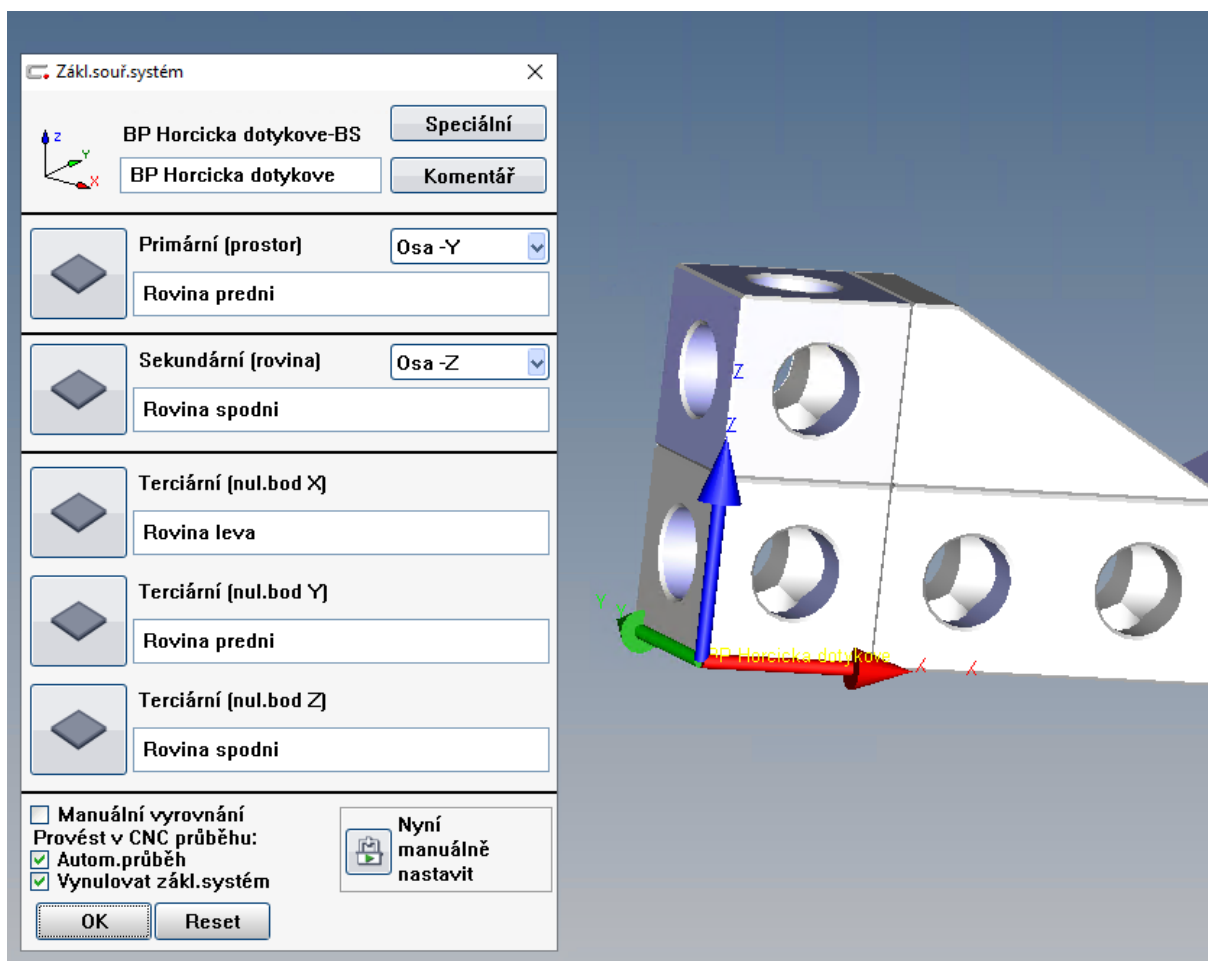 Zákl.souř.systém
Z
Y
X
BP Horcicka dotykove-BS
Speciální
BP Horcicka dotykove
Komentář
Primární (prostor)
Osa -Y
Rovina predni
Sekundární (rovina)
Osa -Z
Rovina spodni
Terciární (nul.bod X)
Rovina leva
Terciární (nul.bod Y)
Rovina predni
Terciární (nul.bod Z)
Rovina spodni
Manuální vyrovnání
Provést v CNC průběhu:
Autom.průběh
Vynulovat zákl.systém
Nyní
manuálně
nastavit
OK
Reset
Z
Z
Y
Y
BP Horcicka dotykove
X
X